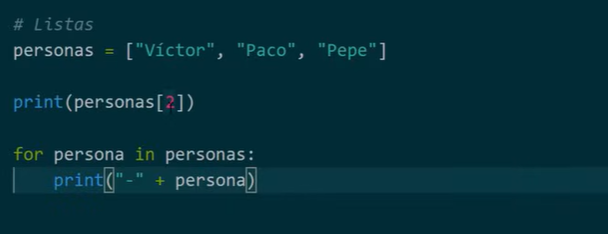 # Listas
personas = ["Víctor", "Paco", "Pepe"]
print(personas[2])
for persona in personas:
    print("-" + persona)